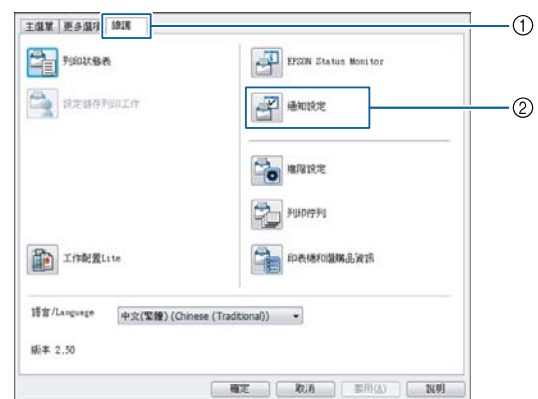 主選單 更多選項 維護
①
列印狀態表
EPSON Status Monitor
設定儲存列印工作
通知設定
②
進階設定
列印佇列
工作配置Lite
印表機和選購品資訊
語言/Language
中文(繁體) (Chinese (Traditional))
版本 2.50
確定 取消 套用(A) 說明